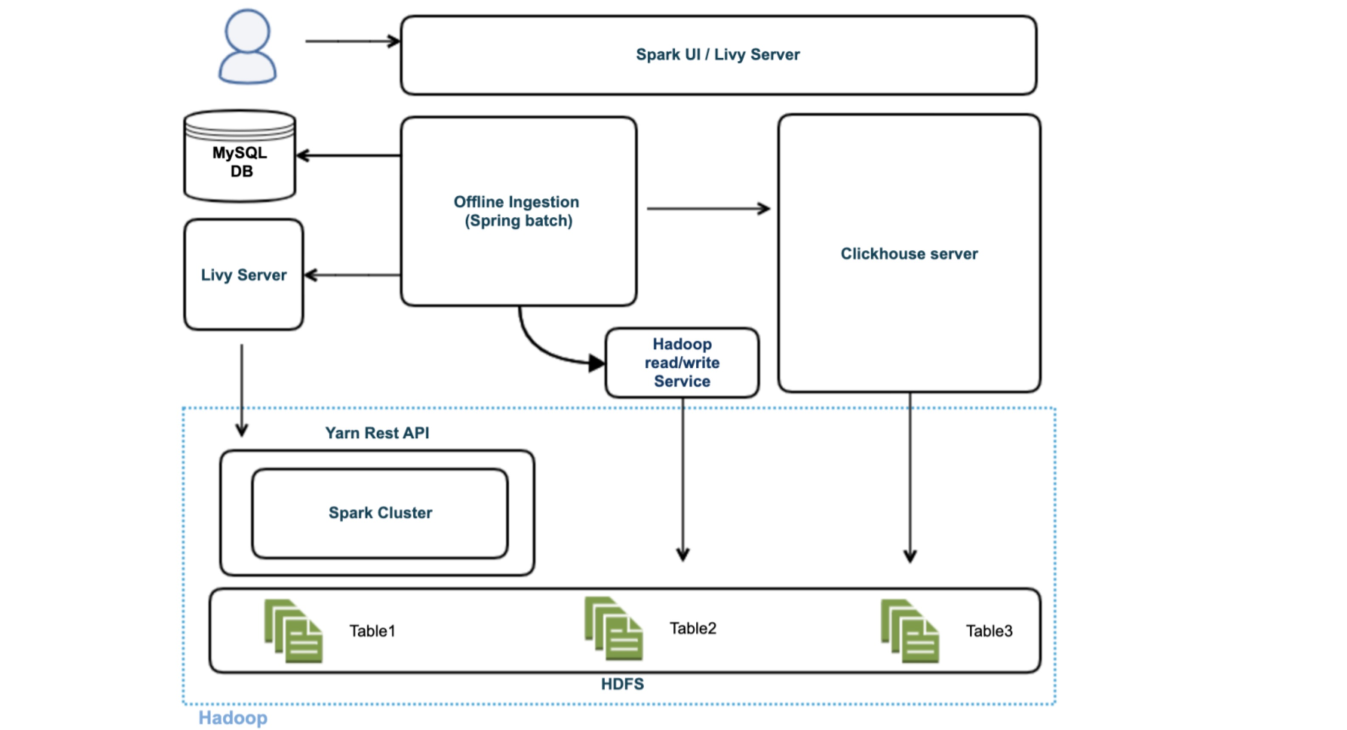 Spark UI / Livy Server
MySQL
DB
Offline Ingestion
(Spring batch)
Clickhouse server
Livy Server
Hadoop
read/write
Service
Yarn Rest API
Spark Cluster
Table1
Table2
Table3
HDFS
Hadoop